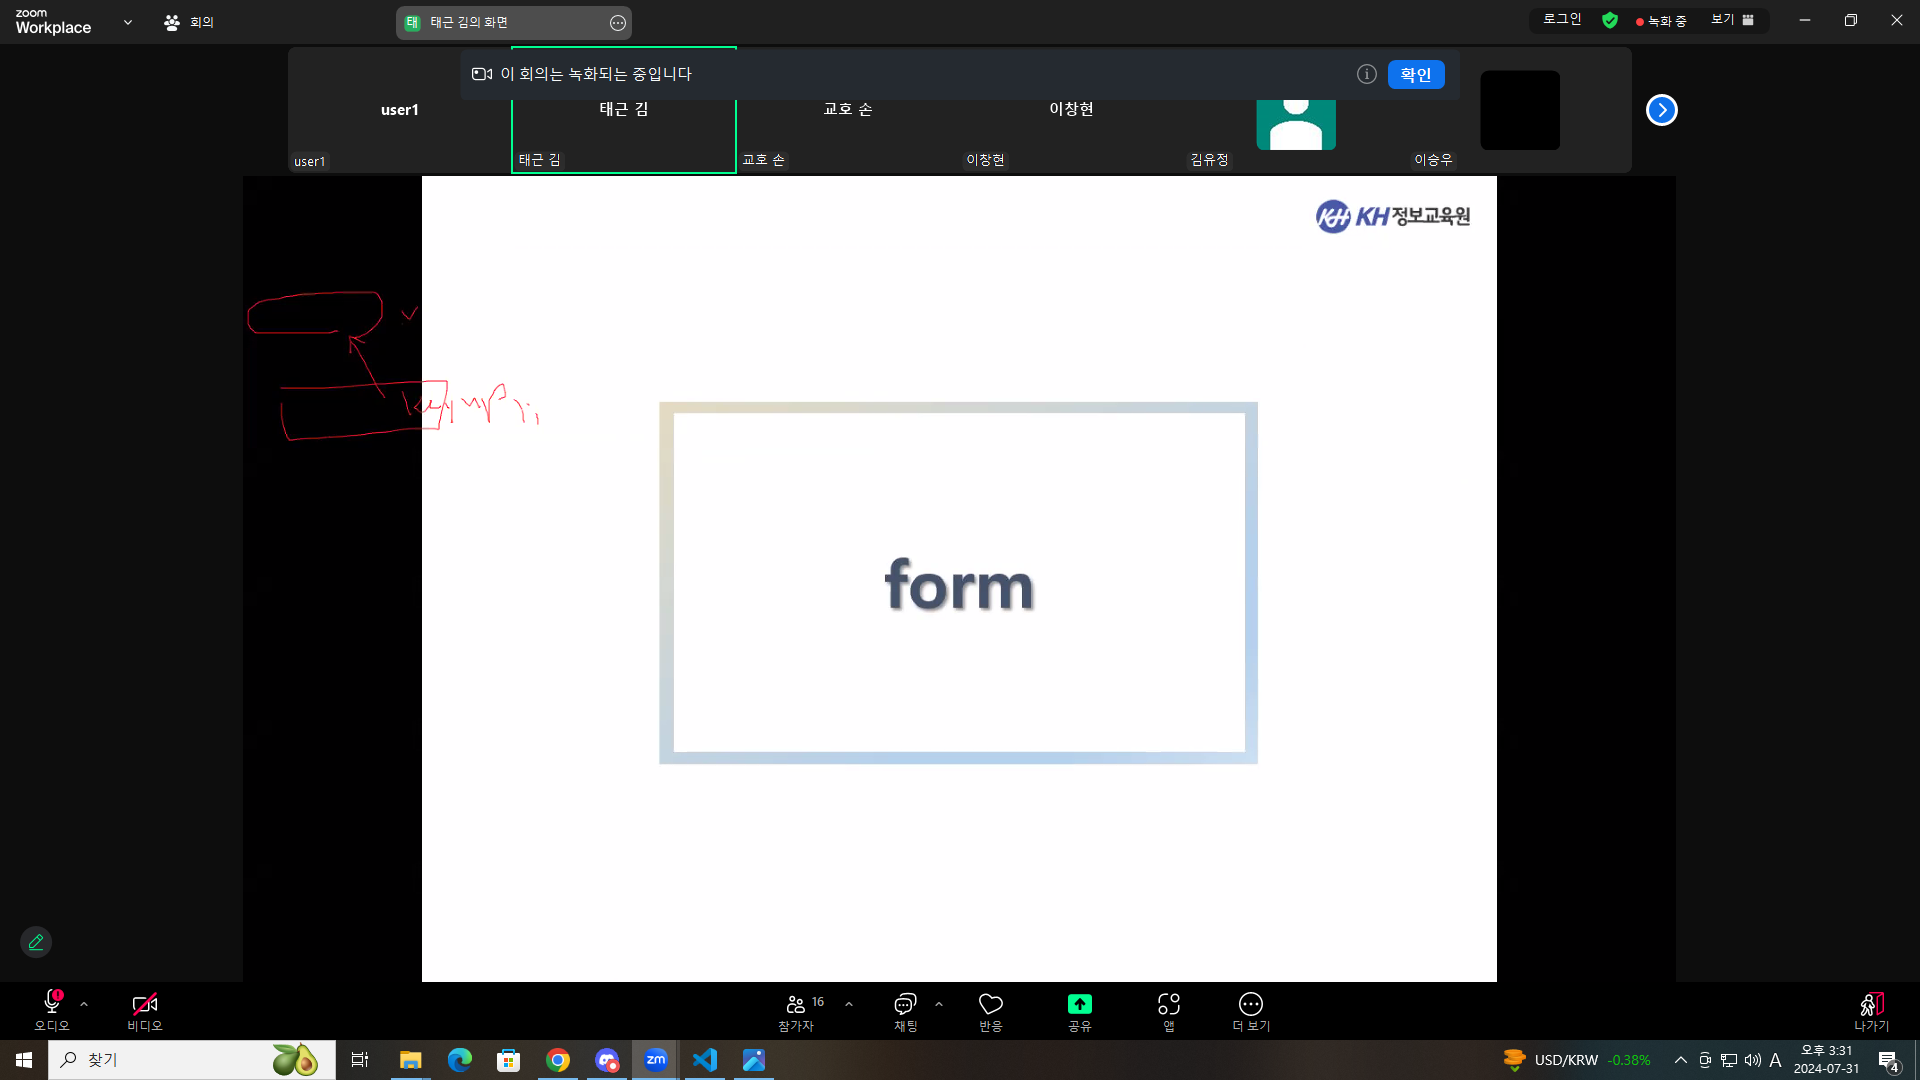 zoom
Workplace
회의
태 태근 김의 화면
로그인
녹화 중
보기
이 회의는 녹화되는 중입니다
확인
user1
태근 김
교호 손
이창현
user1
태근 김
교호 손
이창현
김유정
이승우
KH KH정보교육원
form
오디오
비디오
16
참가자
채팅
반응
공유
앱
더 보기
나가기
찾기
zm
USD/KRW -0.38%
A
오후 3:31
2024-07-31
4